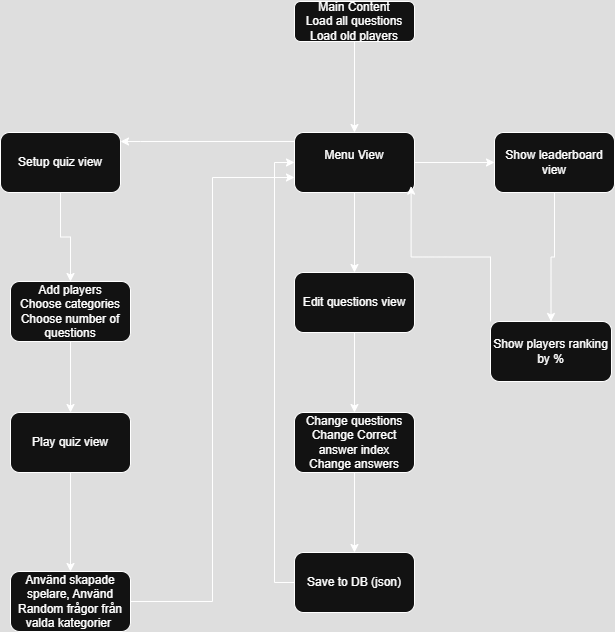 Main Content
Load all questions
Load old players
Setup quiz view
Menu View
Show leaderboard
view
Add players
Choose categories
Choose number of
questions
Edit questions view
Show players ranking
by %
Play quiz view
Change questions
Change Correct
answer index
Change answers
Använd skapade
spelare, Använd
Random frågor från
valda kategorier
Save to DB (json)